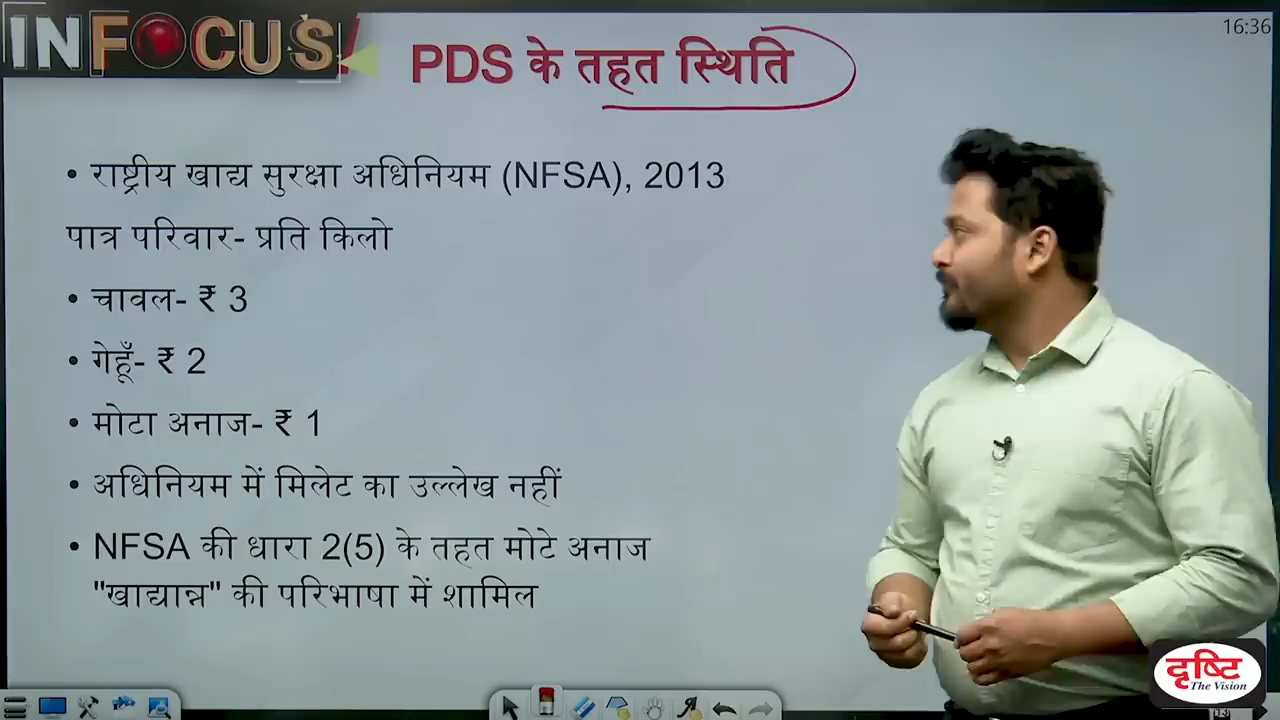 INFOCUS!
16:36
PDS के तहत स्थिति
• राष्ट्रीय खाद्य सुरक्षा अधिनियम (NFSA), 2013
पात्र परिवार- प्रति किलो
• चावल- ₹ 3
• गेहूँ- ₹ 2
• मोटा अनाज- ₹ 1
• अधिनियम में मिलेट का उल्लेख नहीं
• NFSA की धारा 2(5) के तहत मोटे अनाज
"खाद्यान्न" की परिभाषा में शामिल
दृष्टि
The Vision
13